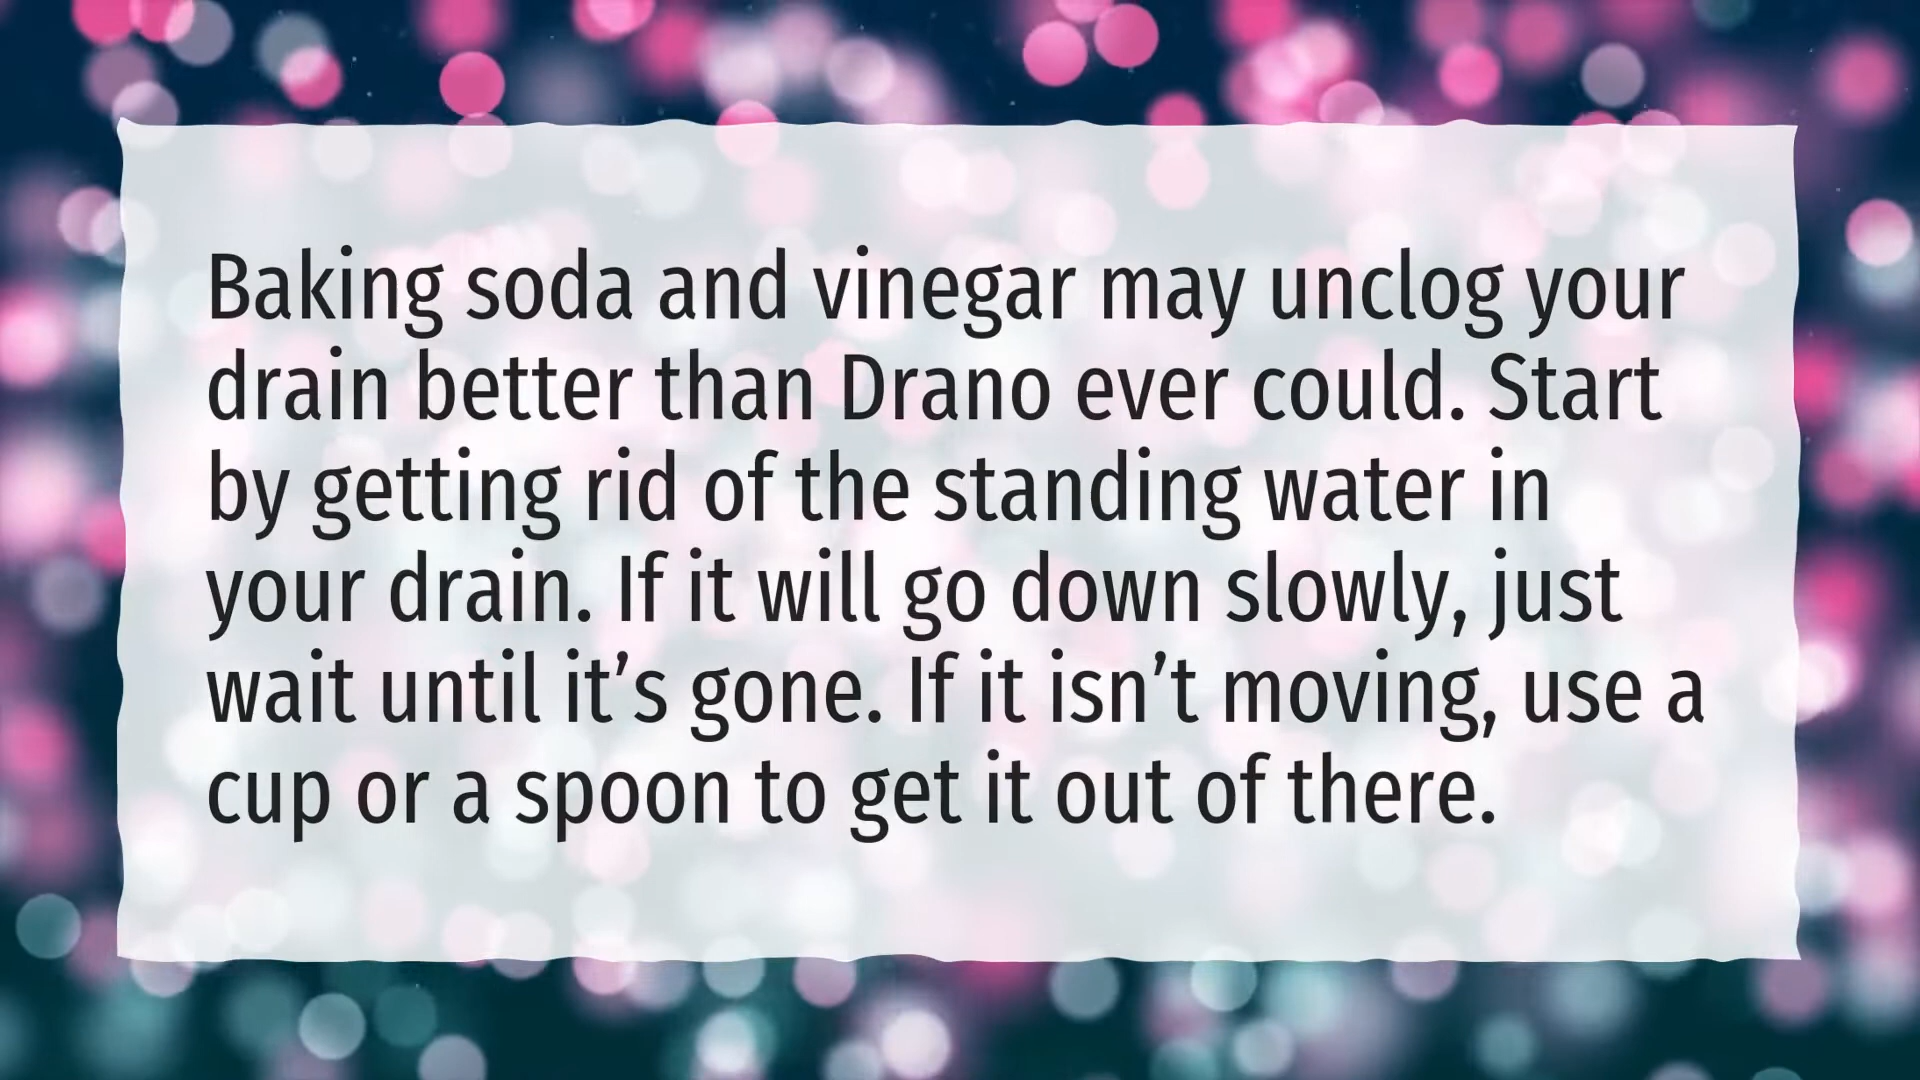 Baking soda and vinegar may unclog your
drain better than Drano ever could. Start
by getting rid of the standing water in
your drain. If it will go down slowly, just
wait until it’s gone. If it isn’t moving, use a
cup or a spoon to get it out of there.